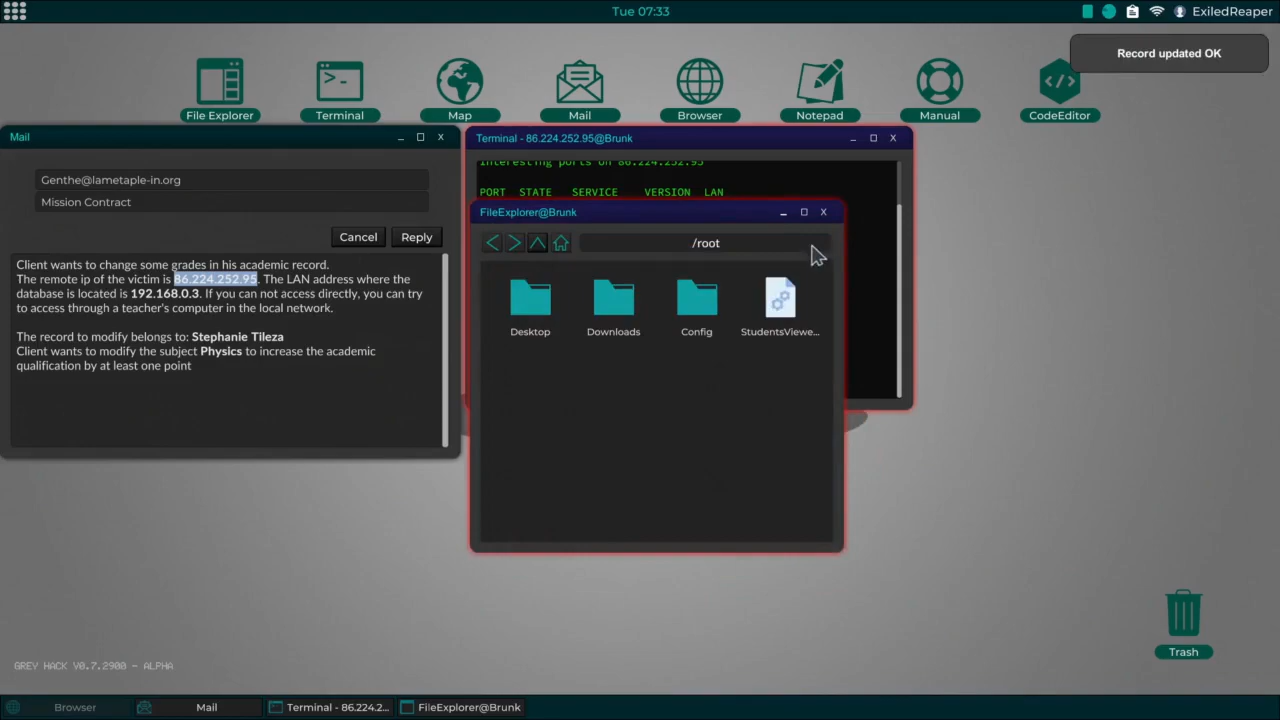 Tue 07:33
ExiledReaper
Record updated OK
File Explorer
Terminal
Map
Mail
Browser
Notepad
Manual
CodeEditor
Mail
_ □ X
Genthe@lametaple-in.org
Mission Contract
Cancel
Reply
Client wants to change some grades in his academic record.
The remote ip of the victim is 86.224.252.95. The LAN address where the
database is located is 192.168.0.3. If you can not access directly, you can try
to access through a teacher's computer in the local network.
The record to modify belongs to: Stephanie Tileza
Client wants to modify the subject Physics to increase the academic
qualification by at least one point
Terminal - 86.224.252.95@Brunk
_ □ X
Interesting ports on 86.224.252.95
PORT STATE SERVICE VERSION LAN
FileExplorer@Brunk
_ □ X
/root
Desktop
Downloads
Config
StudentsViewe...
Trash
GREY HACK V0.7.2900 - ALPHA
Browser
Mail
Terminal - 86.224.2...
FileExplorer@Brunk